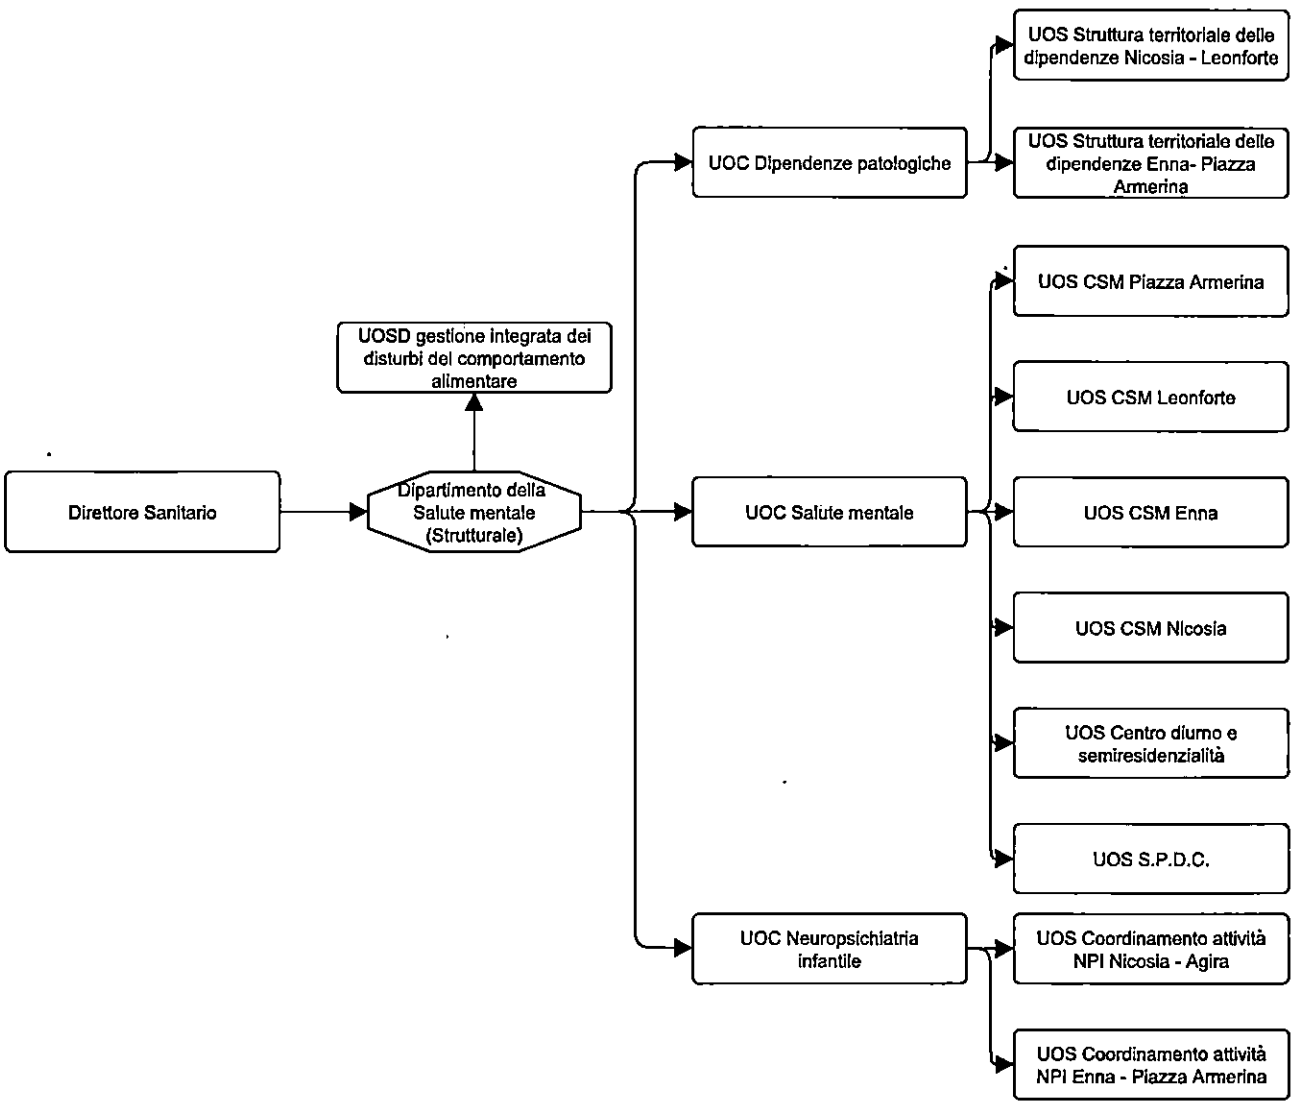 UOS Struttura territoriale delle
dipendenze Nicosia - Leonforte
UOC Dipendenze patologiche
UOS Struttura territoriale delle
dipendenze Enna- Piazza
Armerina
UOS CSM Piazza Armerina
UOSD gestione integrata dei
disturbi del comportamento
alimentare
UOS CSM Leonforte
Direttore Sanitario
Dipartimento della
Salute mentale
(Strutturale)
UOC Salute mentale
UOS CSM Enna
UOS CSM Nicosia
UOS Centro diurno e
semiresidenzialità
UOS S.P.D.C.
UOC Neuropsichiatria
infantile
UOS Coordinamento attività
NPI Nicosia - Agira
UOS Coordinamento attività
NPI Enna - Piazza Armerina